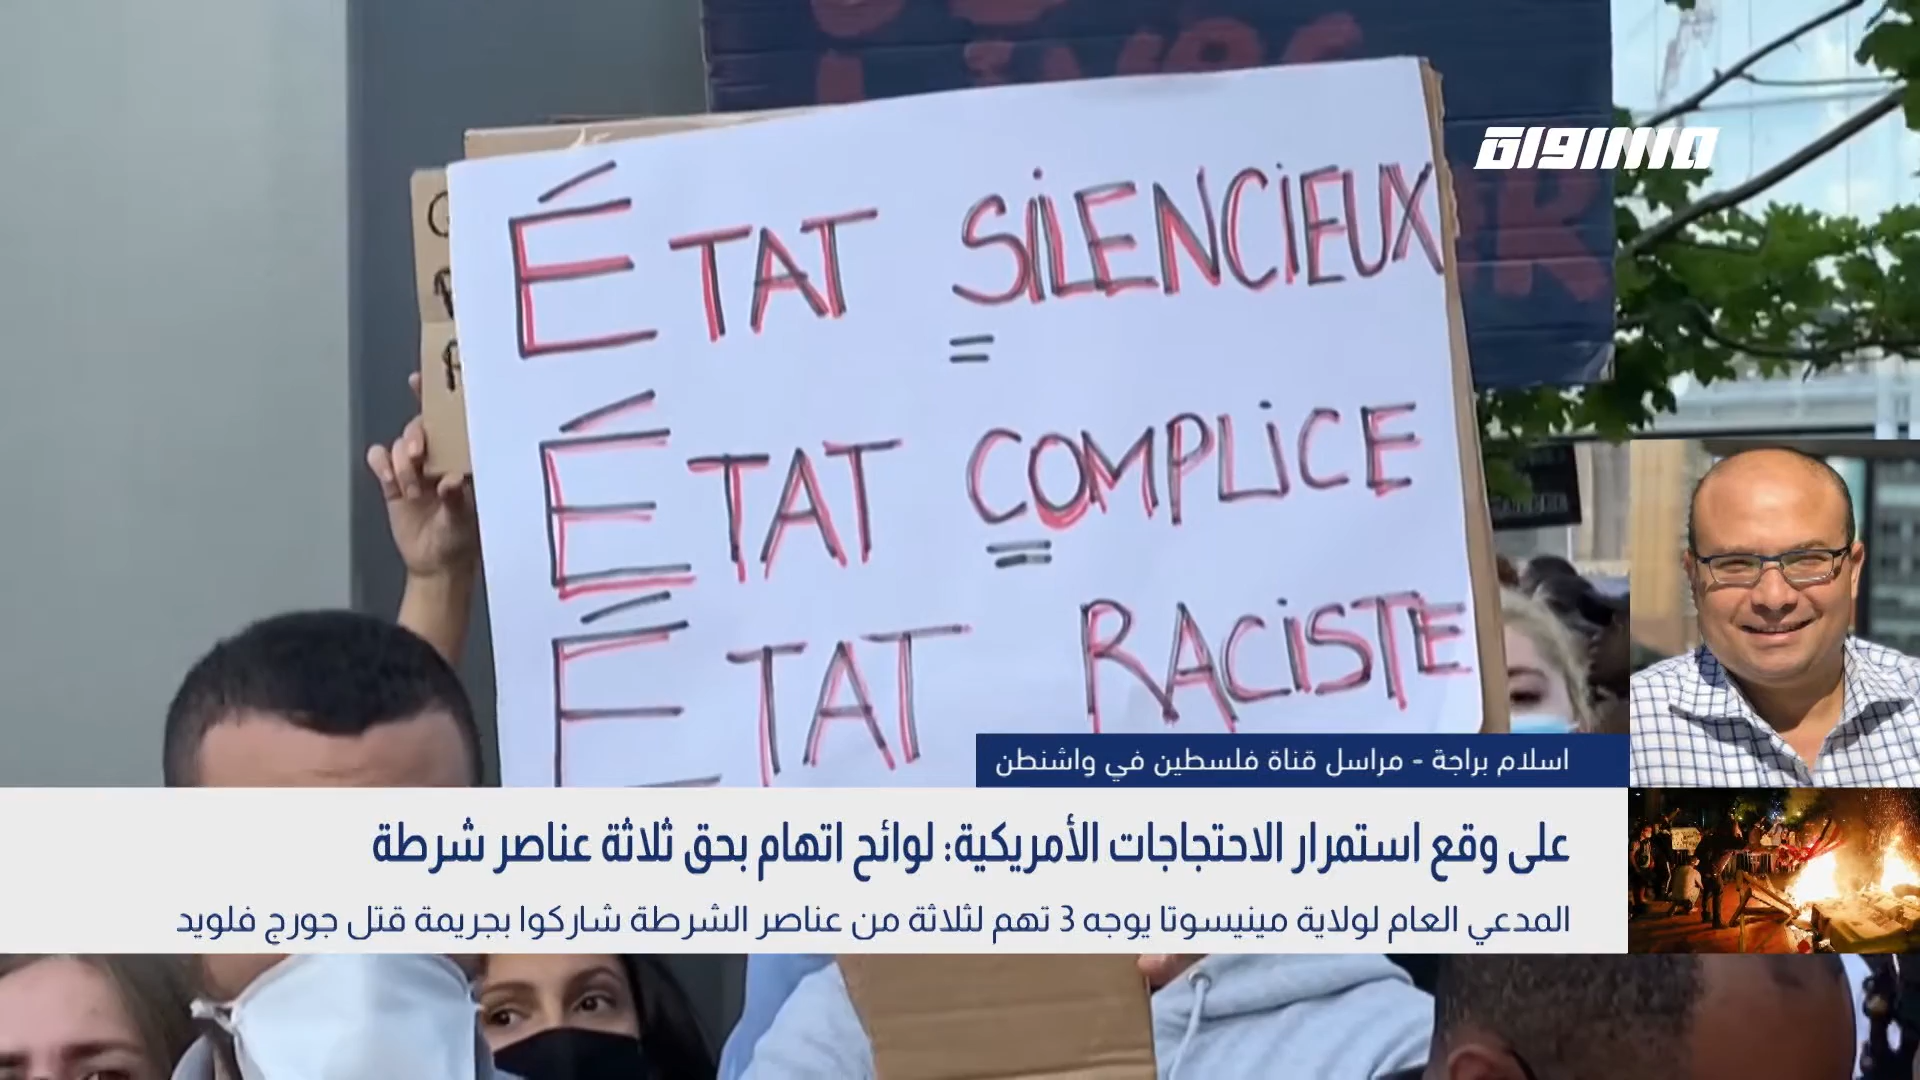 مساواة
ÉTAT SILENCIEUX
=
ÉTAT COMPLICE
=
ÉTAT RACISTE
اسلام براجة - مراسل قناة فلسطين في واشنطن
على وقع استمرار الاحتجاجات الأمريكية: لوائح اتهام بحق ثلاثة عناصر شرطة
المدعي العام لولاية مينيسوتا يوجه 3 تهم لثلاثة من عناصر الشرطة شاركوا بجريمة قتل جورج فلويد